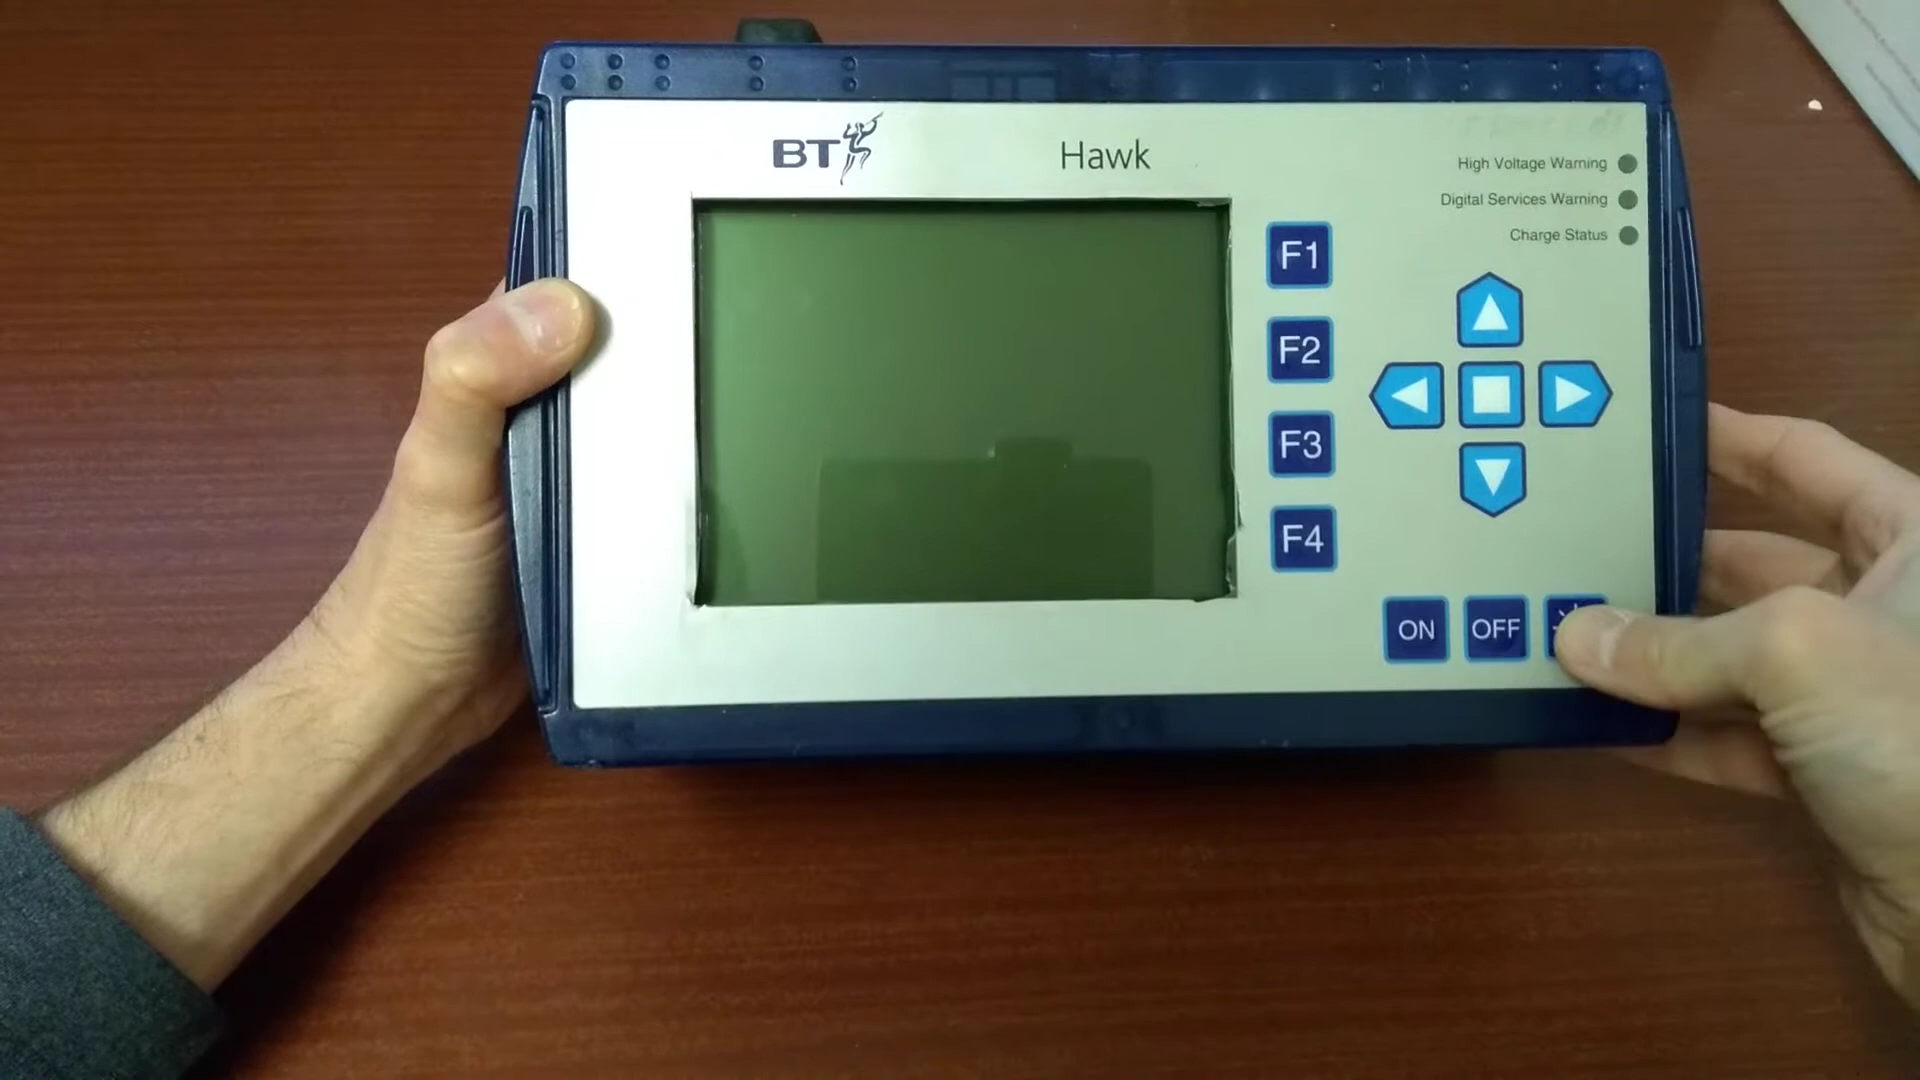 BT
Hawk
High Voltage Warning
Digital Services Warning
Charge Status
F1
F2
F3
F4
ON
OFF